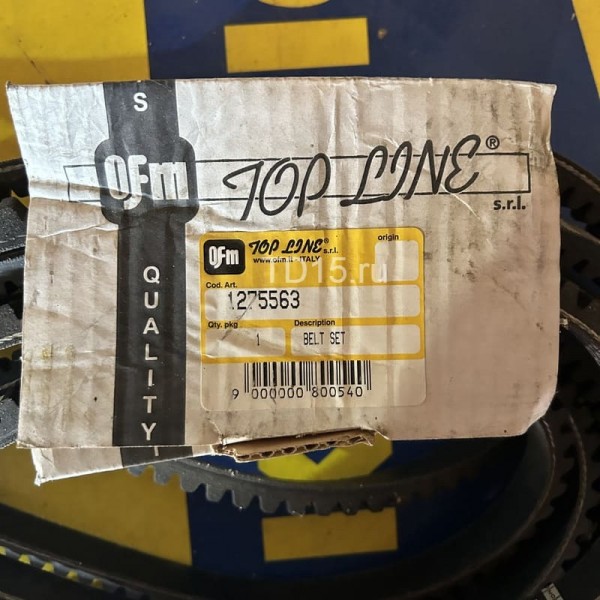 S
OFM
TOP LINE®
s.r.l.
QUALITY
OFM TOP LINE® s.r.l.
www.ofm.it - ITALY
origin
TD15.ru
Cod. Art.
1275563
Qty. pkg
Description
1
BELT SET
9 000000 800540